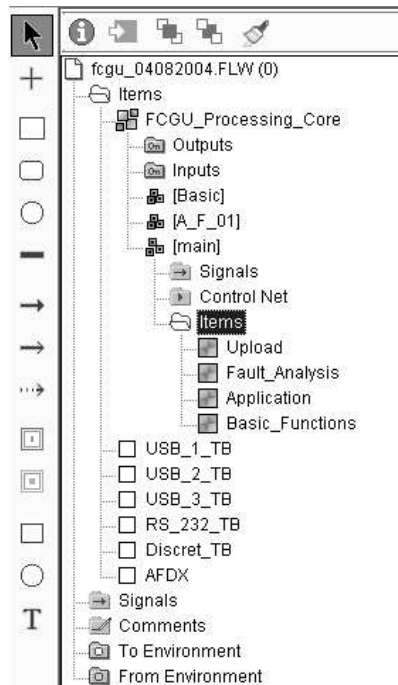 fcgu_04082004.FLW (0)
Items
FCGU_Processing_Core
Outputs
Inputs
[Basic]
[A_F_01]
[main]
Signals
Control Net
Items
Upload
Fault_Analysis
Application
Basic_Functions
USB_1_TB
USB_2_TB
USB_3_TB
RS_232_TB
Discret_TB
AFDX
Signals
Comments
To Environment
From Environment
T